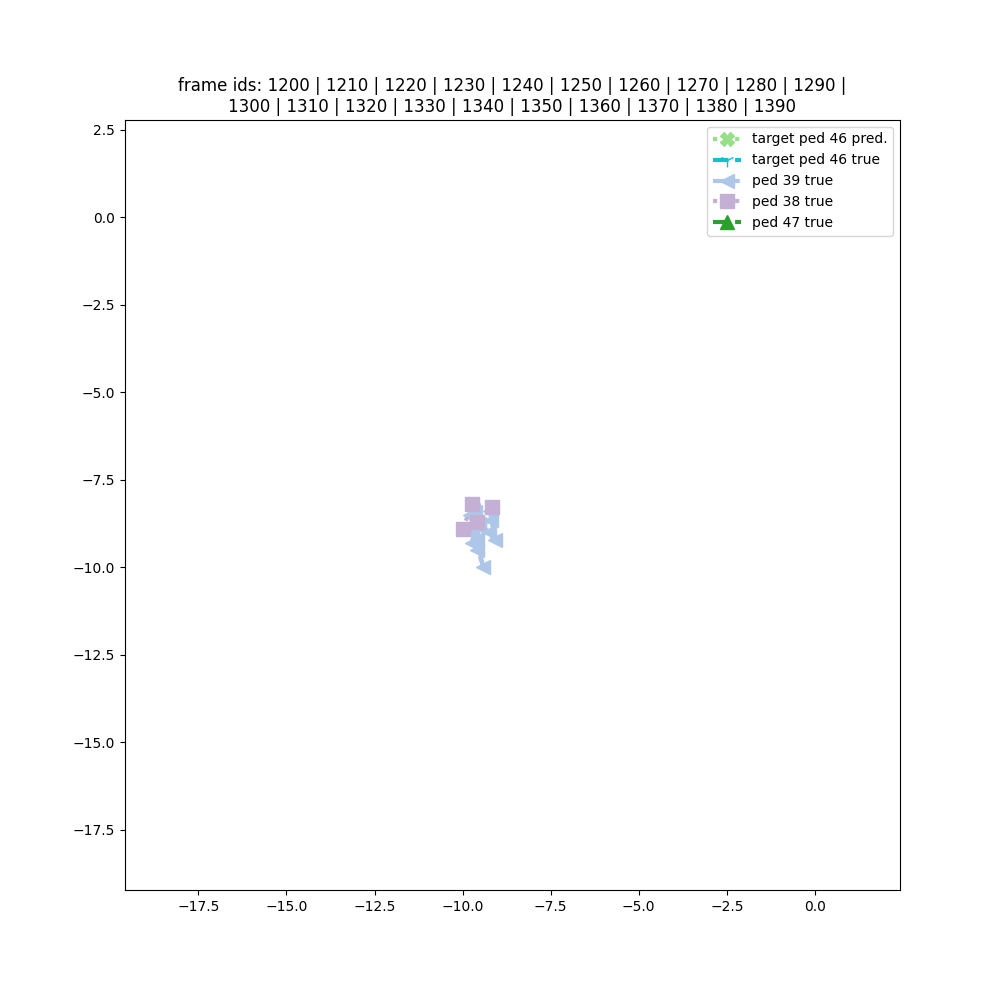 frame ids: 1200 | 1210 | 1220 | 1230 | 1240 | 1250 | 1260 | 1270 | 1280 | 1290 |
1300 | 1310 | 1320 | 1330 | 1340 | 1350 | 1360 | 1370 | 1380 | 1390
target ped 46 pred.
target ped 46 true
ped 39 true
ped 38 true
ped 47 true
2.5
0.0
−2.5
−5.0
−7.5
−10.0
−12.5
−15.0
−17.5
−17.5 −15.0 −12.5 −10.0 −7.5 −5.0 −2.5 0.0